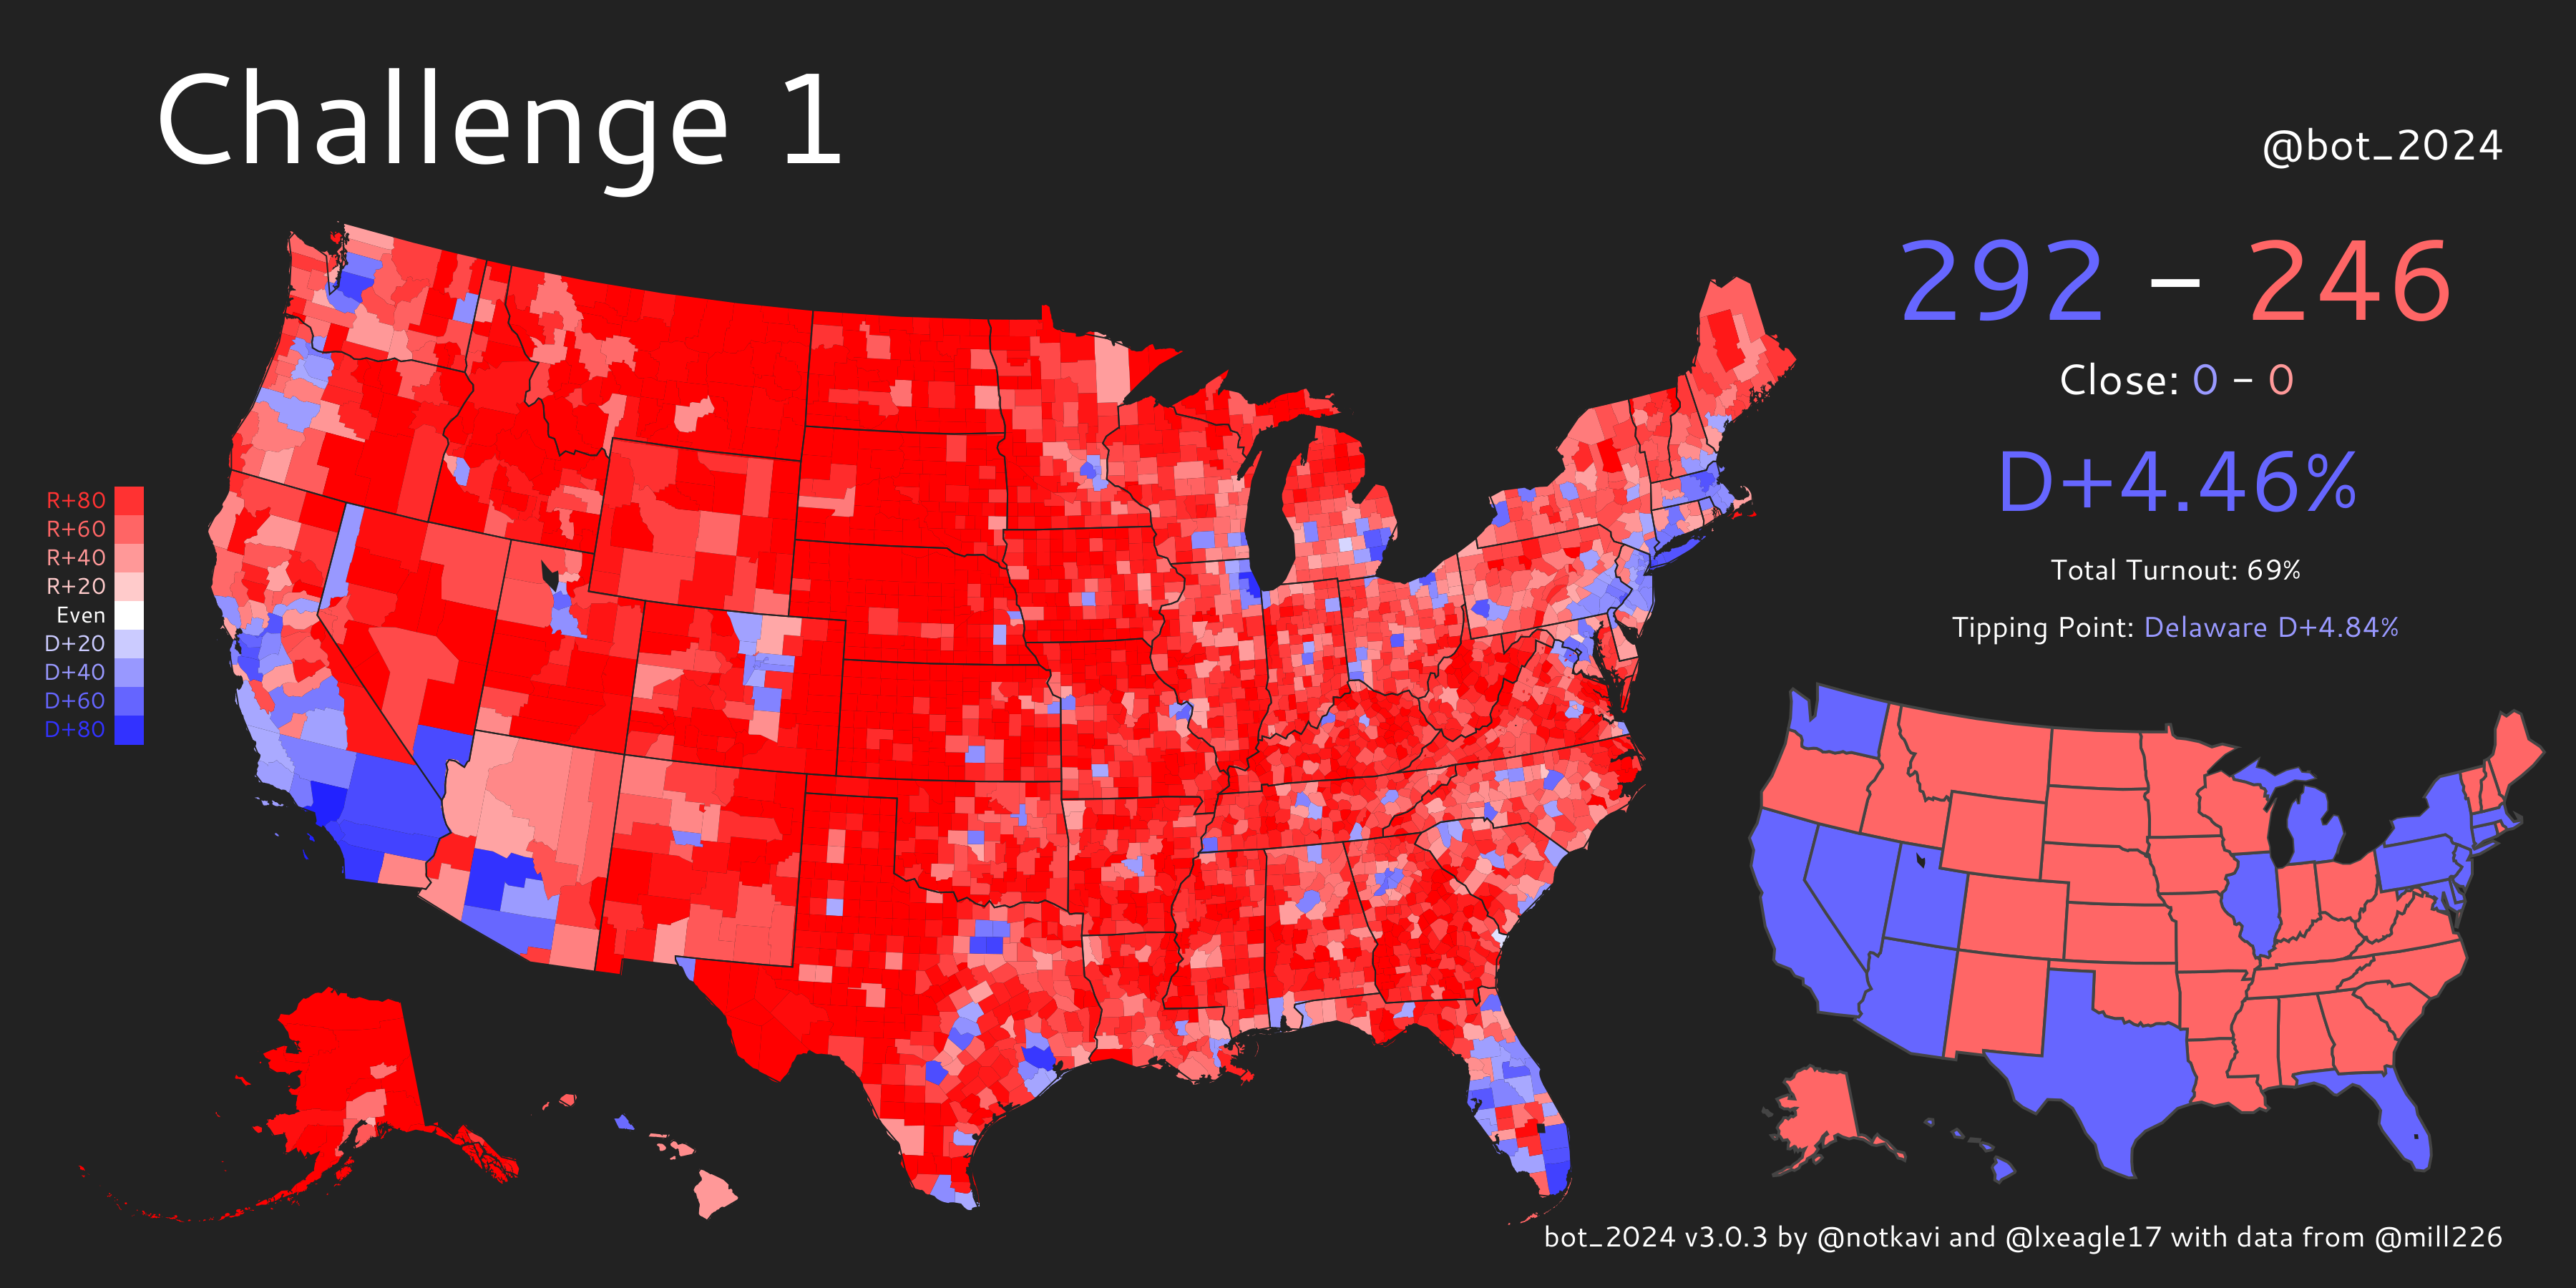 Challenge 1
@bot_2024
292 – 246
Close: 0 – 0
D+4.46%
Total Turnout: 69%
Tipping Point: Delaware D+4.84%
R+80
R+60
R+40
R+20
Even
D+20
D+40
D+60
D+80
bot_2024 v3.0.3 by @notkavi and @lxeagle17 with data from @mill226